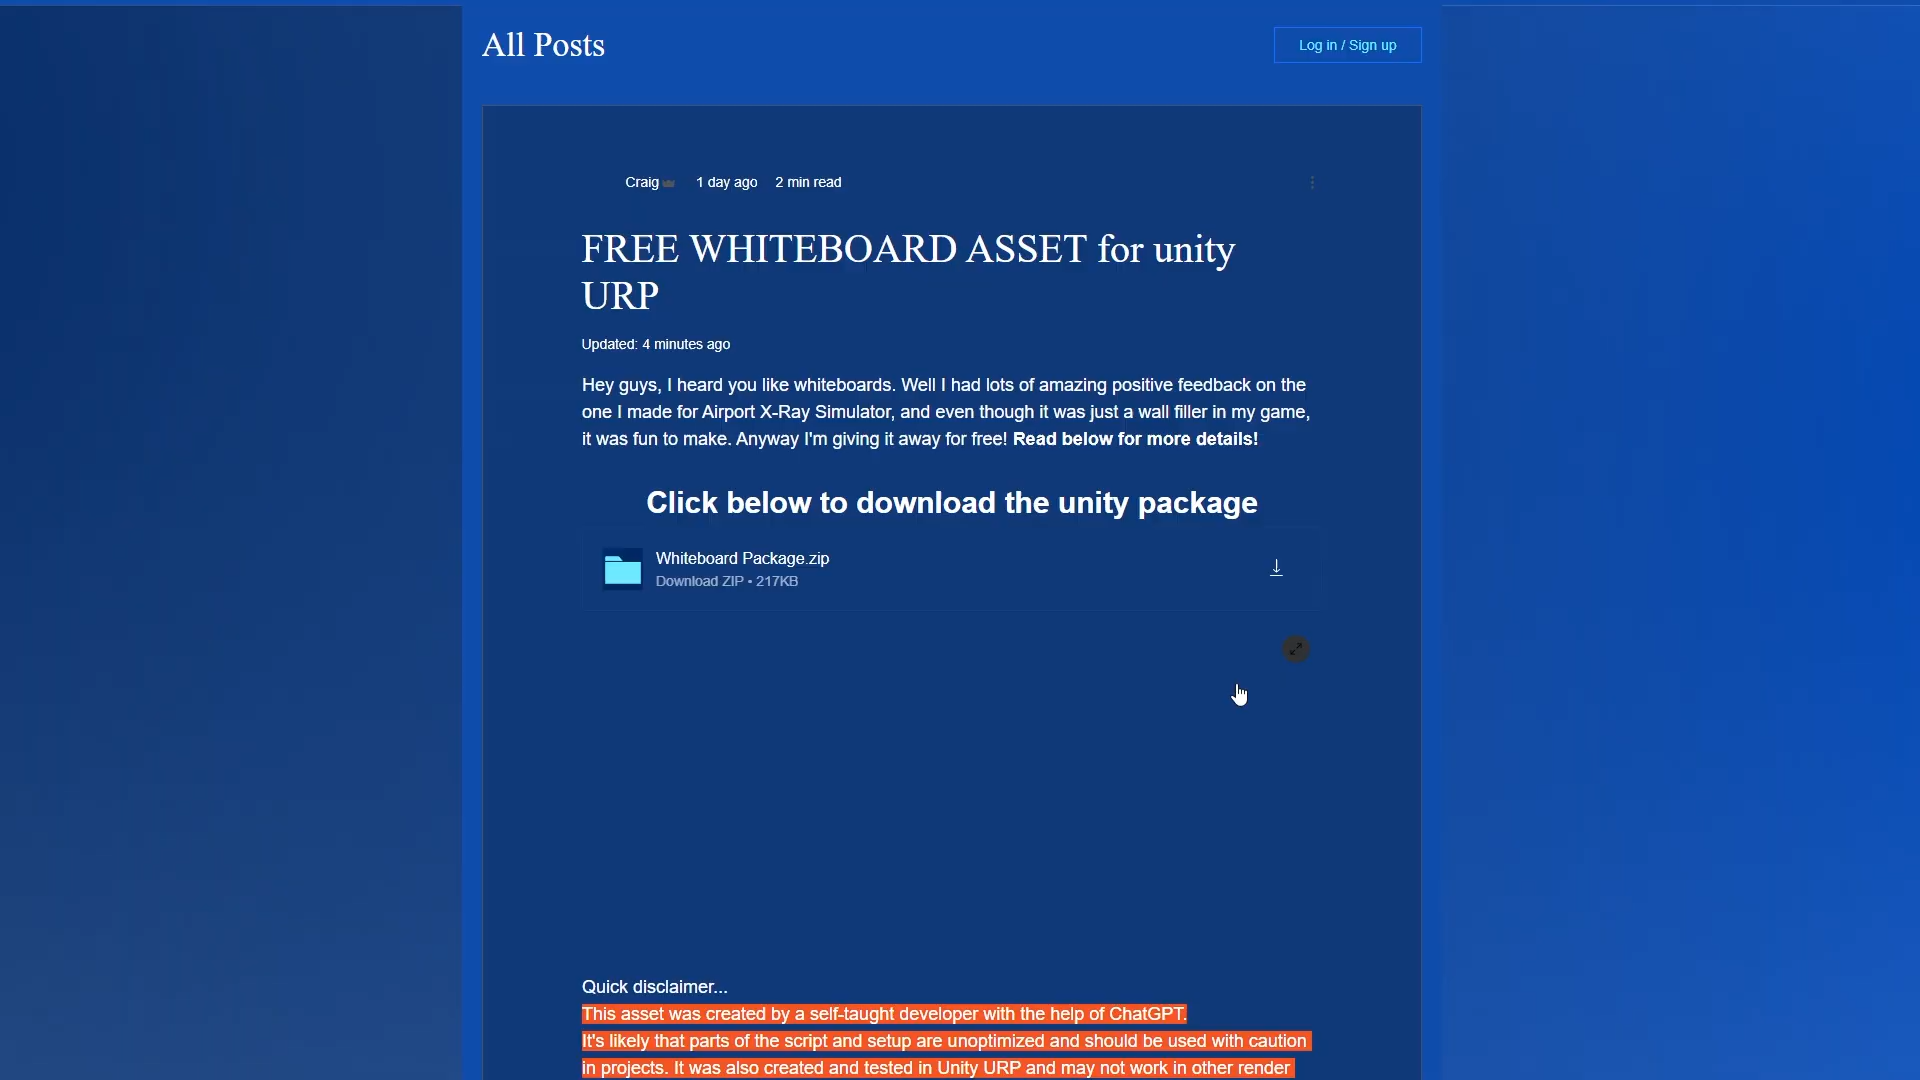 All Posts
Log in / Sign up
Craig
1 day ago
2 min read
FREE WHITEBOARD ASSET for unity
URP
Updated: 4 minutes ago
Hey guys, I heard you like whiteboards. Well I had lots of amazing positive feedback on the
one I made for Airport X-Ray Simulator, and even though it was just a wall filler in my game,
it was fun to make. Anyway I'm giving it away for free! Read below for more details!
Click below to download the unity package
Whiteboard Package.zip
Download ZIP • 217KB
Quick disclaimer...
This asset was created by a self-taught developer with the help of ChatGPT.
It's likely that parts of the script and setup are unoptimized and should be used with caution
in projects. It was also created and tested in Unity URP and may not work in other render